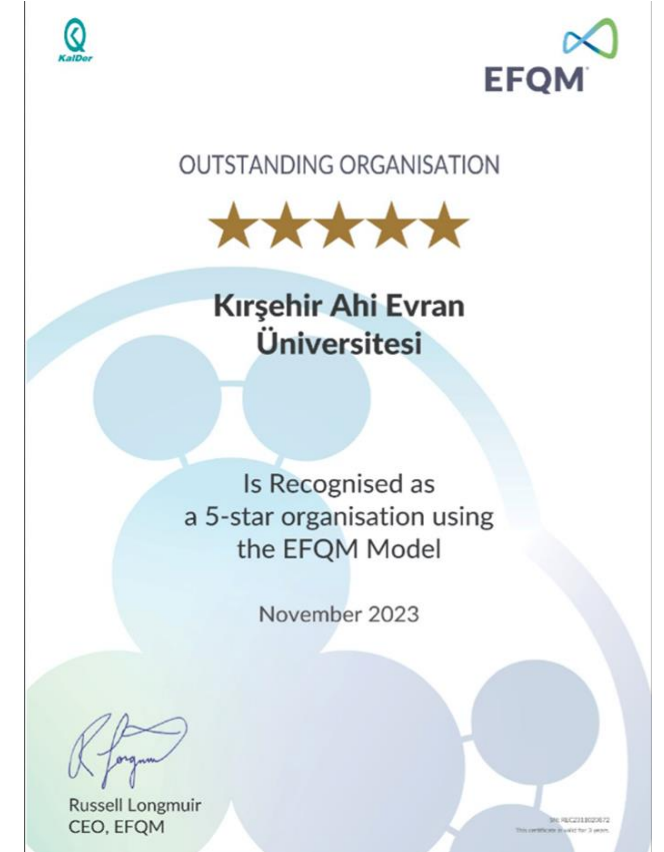 KalDer
EFQM
OUTSTANDING ORGANISATION
Kırşehir Ahi Evran
Üniversitesi
Is Recognised as
a 5-star organisation using
the EFQM Model
November 2023
Russell Longmuir
CEO, EFQM
This certificate is valid for 3 years.